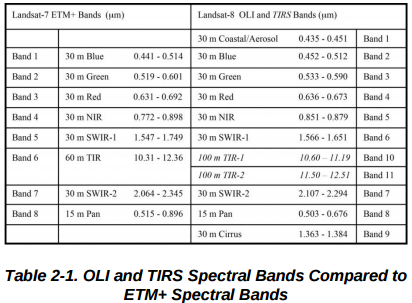 Landsat-7 ETM+ Bands (µm) Landsat-8 OLI and TIRS Bands (µm)
30 m Coastal/Aerosol 0.435 - 0.451 Band 1
Band 1 30 m Blue 0.441 - 0.514 30 m Blue 0.452 - 0.512 Band 2
Band 2 30 m Green 0.519 - 0.601 30 m Green 0.533 - 0.590 Band 3
Band 3 30 m Red 0.631 - 0.692 30 m Red 0.636 - 0.673 Band 4
Band 4 30 m NIR 0.772 - 0.898 30 m NIR 0.851 - 0.879 Band 5
Band 5 30 m SWIR-1 1.547 - 1.749 30 m SWIR-1 1.566 - 1.651 Band 6
Band 6 60 m TIR 10.31 - 12.36 100 m TIR-1 10.60 – 11.19 Band 10
100 m TIR-2 11.50 – 12.51 Band 11
Band 7 30 m SWIR-2 2.064 - 2.345 30 m SWIR-2 2.107 - 2.294 Band 7
Band 8 15 m Pan 0.515 - 0.896 15 m Pan 0.503 - 0.676 Band 8
30 m Cirrus 1.363 - 1.384 Band 9
Table 2-1. OLI and TIRS Spectral Bands Compared to
ETM+ Spectral Bands